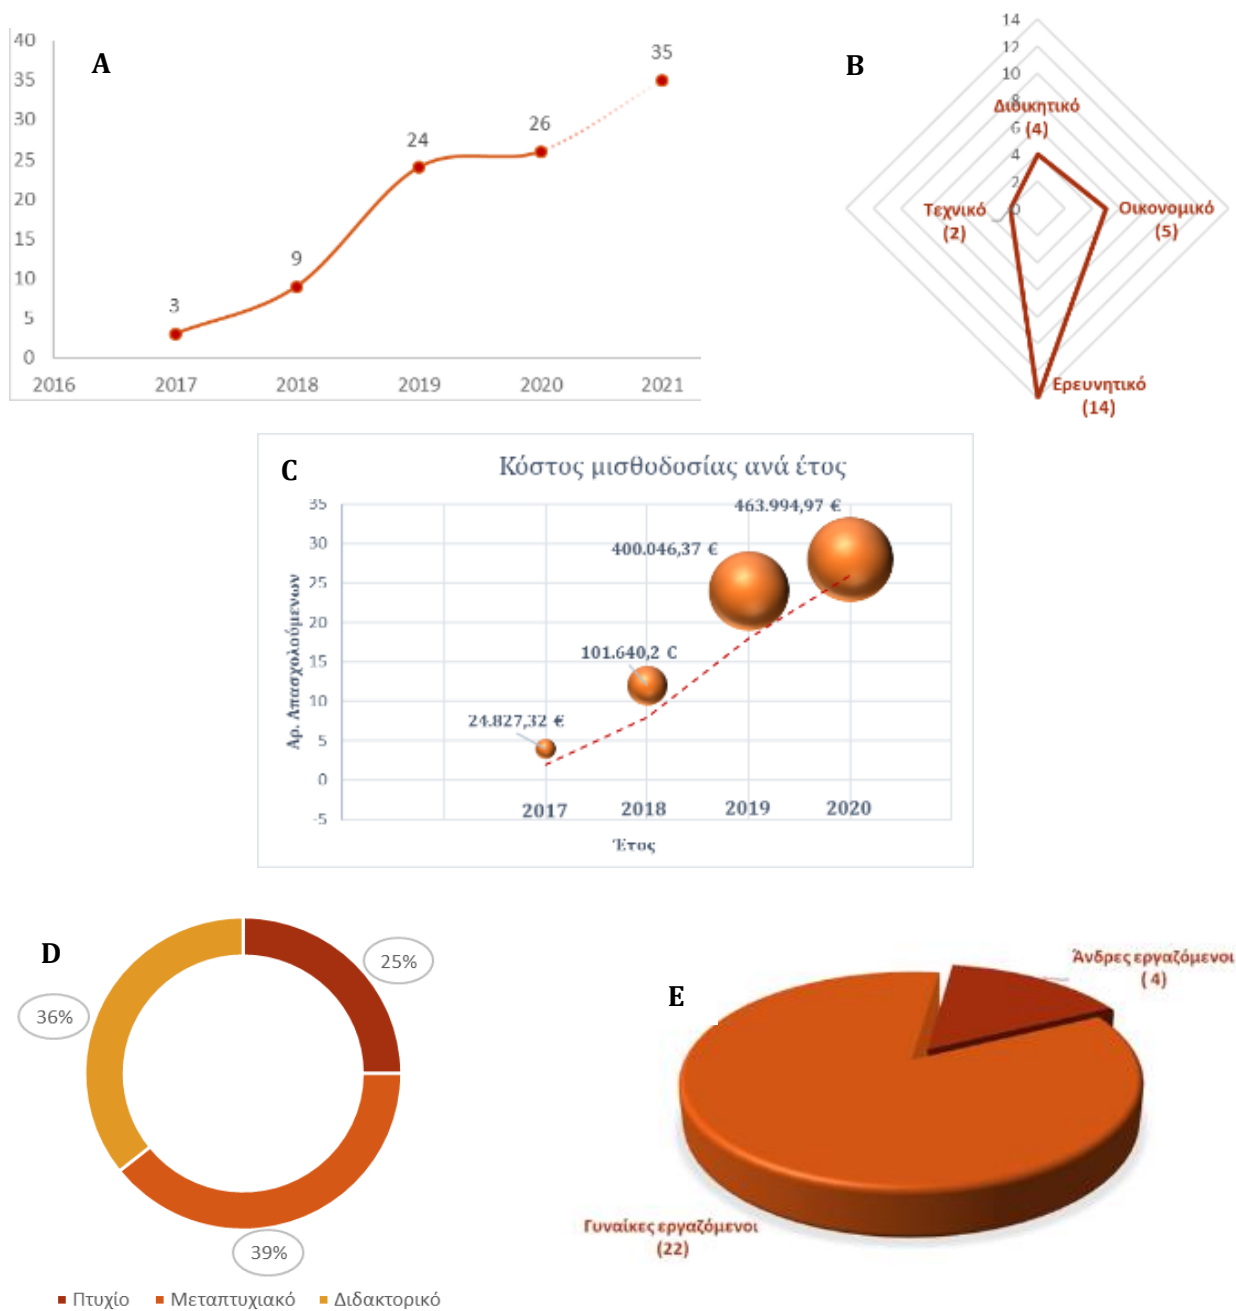 A
40
35
30
25
20
15
10
5
0
3
9
24
26
35
2016 2017 2018 2019 2020 2021
B
14
12
10
8
6
4
2
0
Διοικητικό
(4)
Τεχνικό
(2)
Οικονομικό
(5)
Ερευνητικό
(14)
C
Κόστος μισθοδοσίας ανά έτος
35
30
25
20
15
10
5
0
-5
Αρ. Απασχολούμενων
463.994,97 €
400.046,37 €
101.640,2 €
24.827,32 €
2017 2018 2019 2020
Έτος
D
25%
36%
39%
Πτυχίο Μεταπτυχιακό Διδακτορικό
E
Άνδρες εργαζόμενοι
( 4)
Γυναίκες εργαζόμενοι
(22)